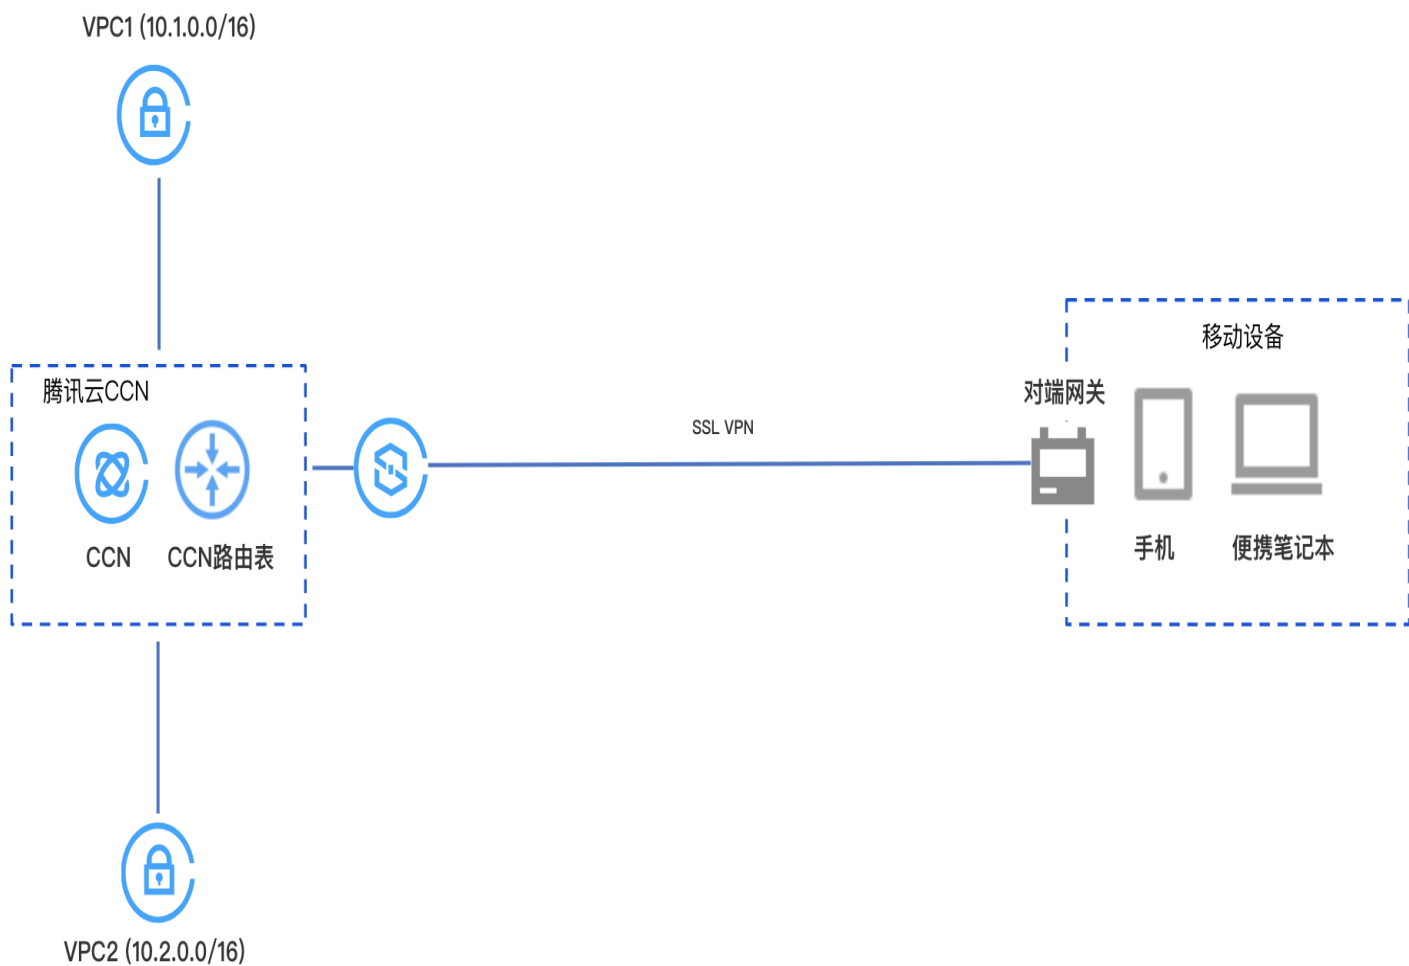 VPC1 (10.1.0.0/16)
移动设备
腾讯云CCN
对端网关
SSL VPN
CCN
CCN路由表
手机
便携笔记本
VPC2 (10.2.0.0/16)